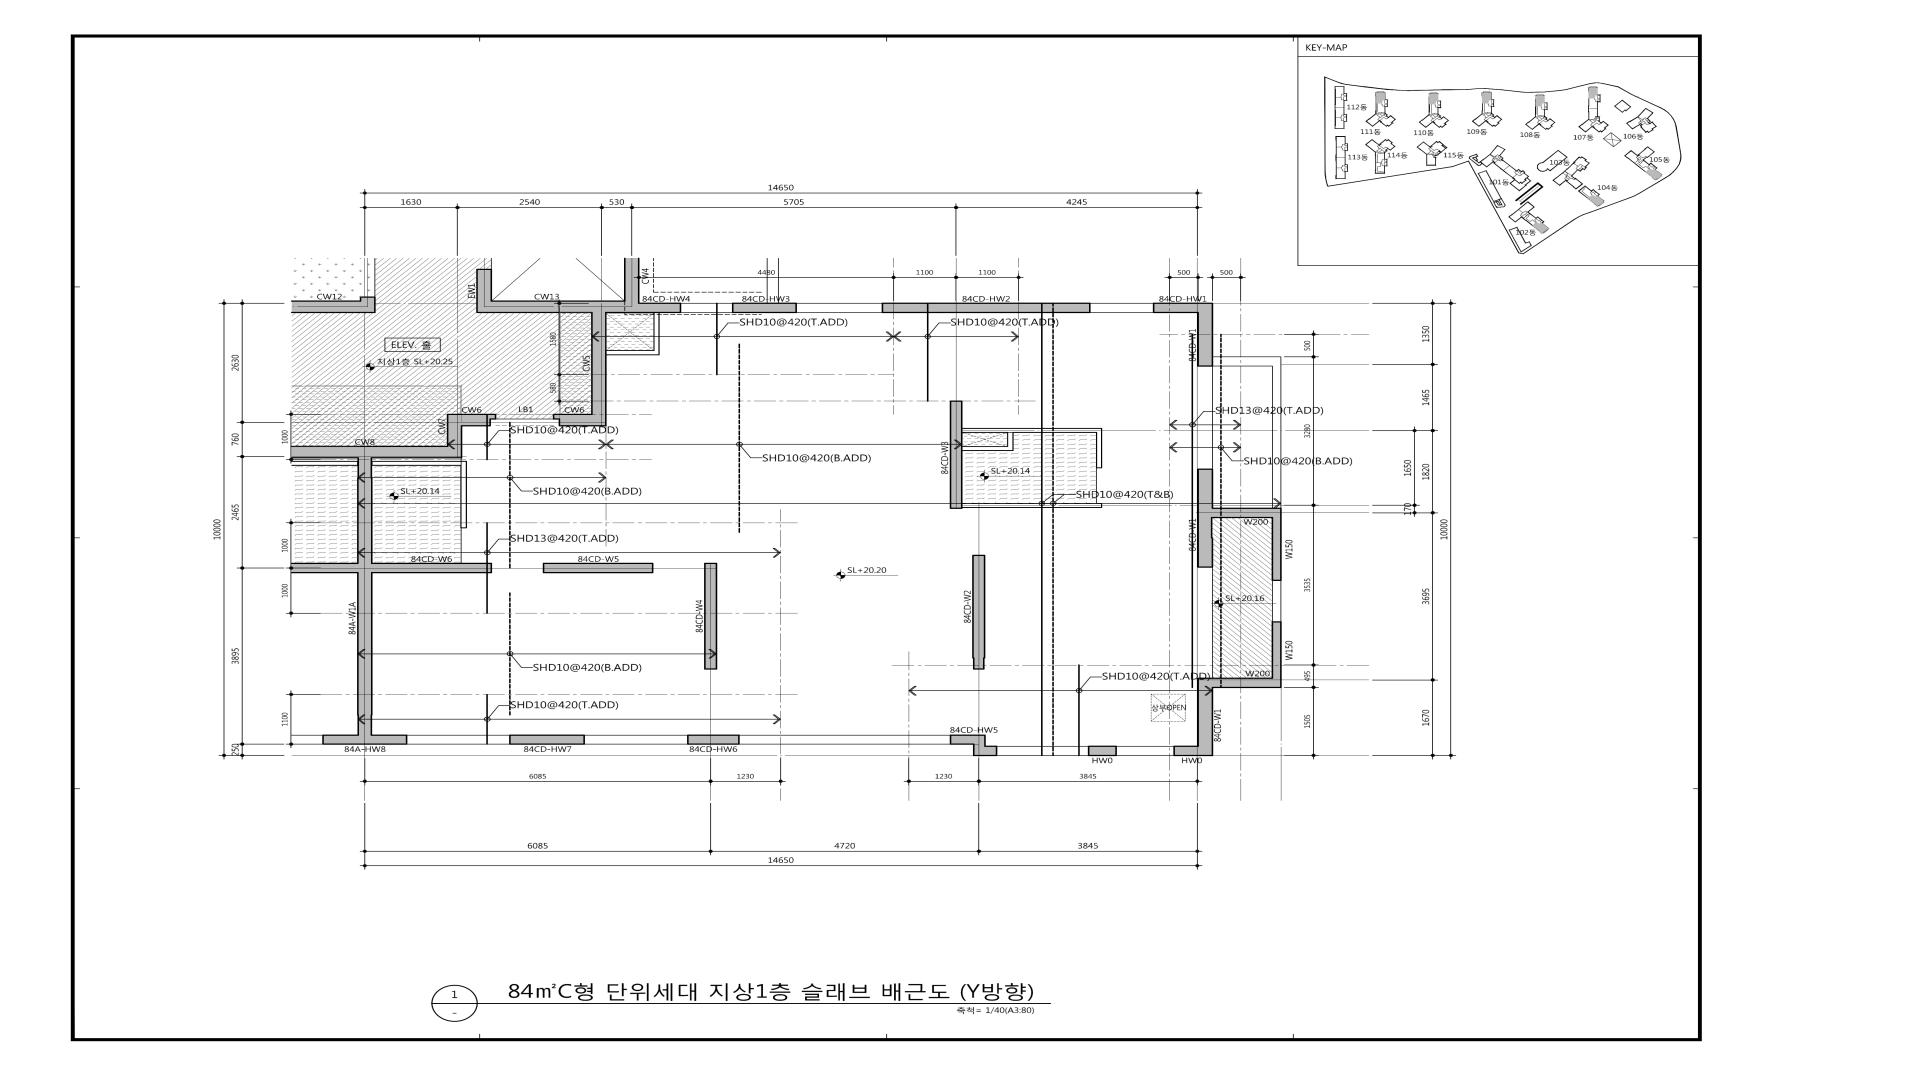 KEY-MAP
112동
111동
110동
109동
108동
107동
106동
113동
114동
115동
103동
105동
101동
104동
102동
14650
1630
2540
530
5705
4245
4480
1100
1100
500
500
CW12
EW1
CW13
CW4
84CD-HW4
84CD-HW3
84CD-HW2
84CD-HW1
SHD10@420(T.ADD)
SHD10@420(T.ADD)
ELEV. 홀
지상1층 SL+20.25
1580
580
CW5
84CD-W1
2630
760
2465
3895
250
10000
1000
1000
1000
1100
CW6
LB1
CW6
CW7
CW8
SHD10@420(T.ADD)
SHD10@420(B.ADD)
SHD13@420(T.ADD)
SHD10@420(B.ADD)
84CD-W3
SL+20.14
SL+20.14
SHD10@420(B.ADD)
SHD10@420(T&B)
W200
84CD-W1
W150
SHD13@420(T.ADD)
84CD-W6
84CD-W5
SL+20.20
84A-W1A
84CD-W4
84CD-W2
SL+20.16
W150
SHD10@420(B.ADD)
SHD10@420(T.ADD)
W200
SHD10@420(T.ADD)
상부OPEN
84CD-W1
84A-HW8
84CD-HW7
84CD-HW6
84CD-HW5
HW0
HW0
500
3280
3535
495
1505
1650
170
1350
1465
1820
3695
1670
10000
6085
1230
1230
3845
6085
4720
3845
14650
1
-
84㎡C형 단위세대 지상1층 슬래브 배근도 (Y방향)
축척= 1/40(A3:80)